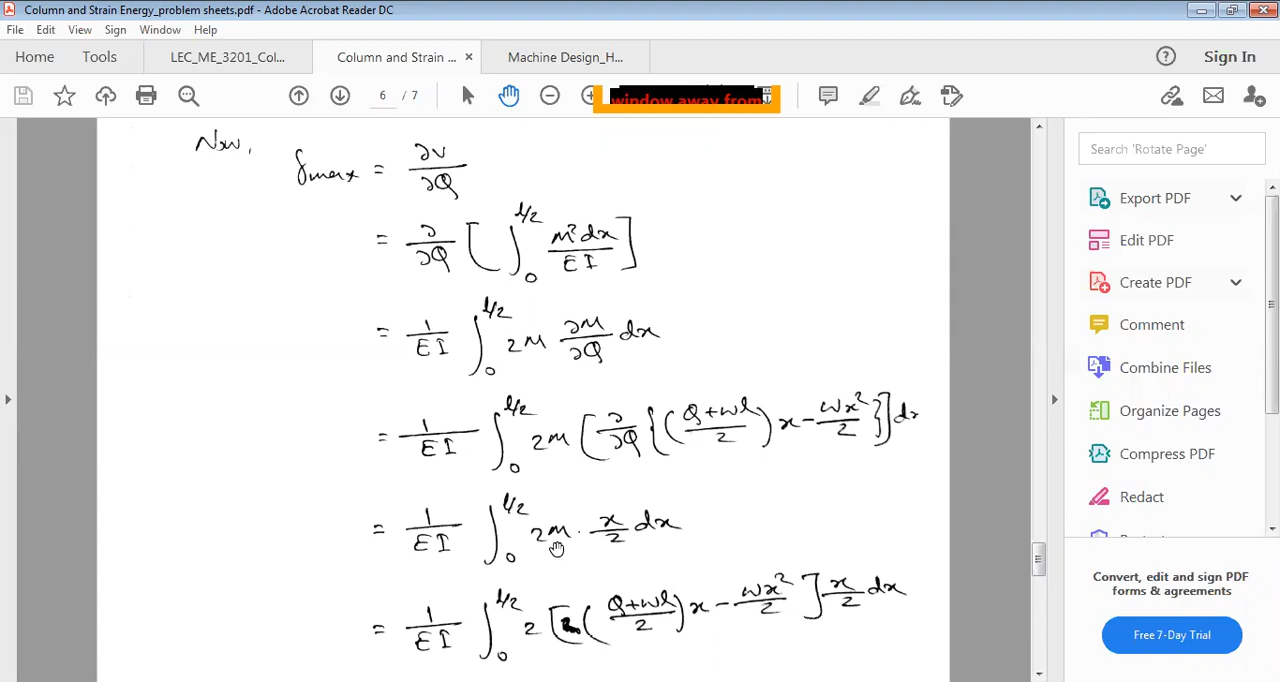 Column and Strain Energy_problem sheets.pdf - Adobe Acrobat Reader DC
File Edit View Sign Window Help
Home Tools LEC_ME_3201_Col... Column and Strain ... × Machine_Design_H... Sign In
6 / 7
window away from
Now,
δmax = ∂U/∂Q
= ∂/∂Q [ ∫₀^(l/2) M²dx/EI ]
= 1/EI ∫₀^(l/2) 2M ∂M/∂Q dx
= 1/EI ∫₀^(l/2) 2M [ ∂/∂Q { ((Q+wl)/2) x - wx²/2 } ] dx
= 1/EI ∫₀^(l/2) 2M · x/2 dx
= 1/EI ∫₀^(l/2) 2 [ ((Q+wl)/2) x - wx²/2 ] x/2 dx
Search 'Rotate Page'
Export PDF
Edit PDF
Create PDF
Comment
Combine Files
Organize Pages
Compress PDF
Redact
Convert, edit and sign PDF
forms & agreements
Free 7-Day Trial